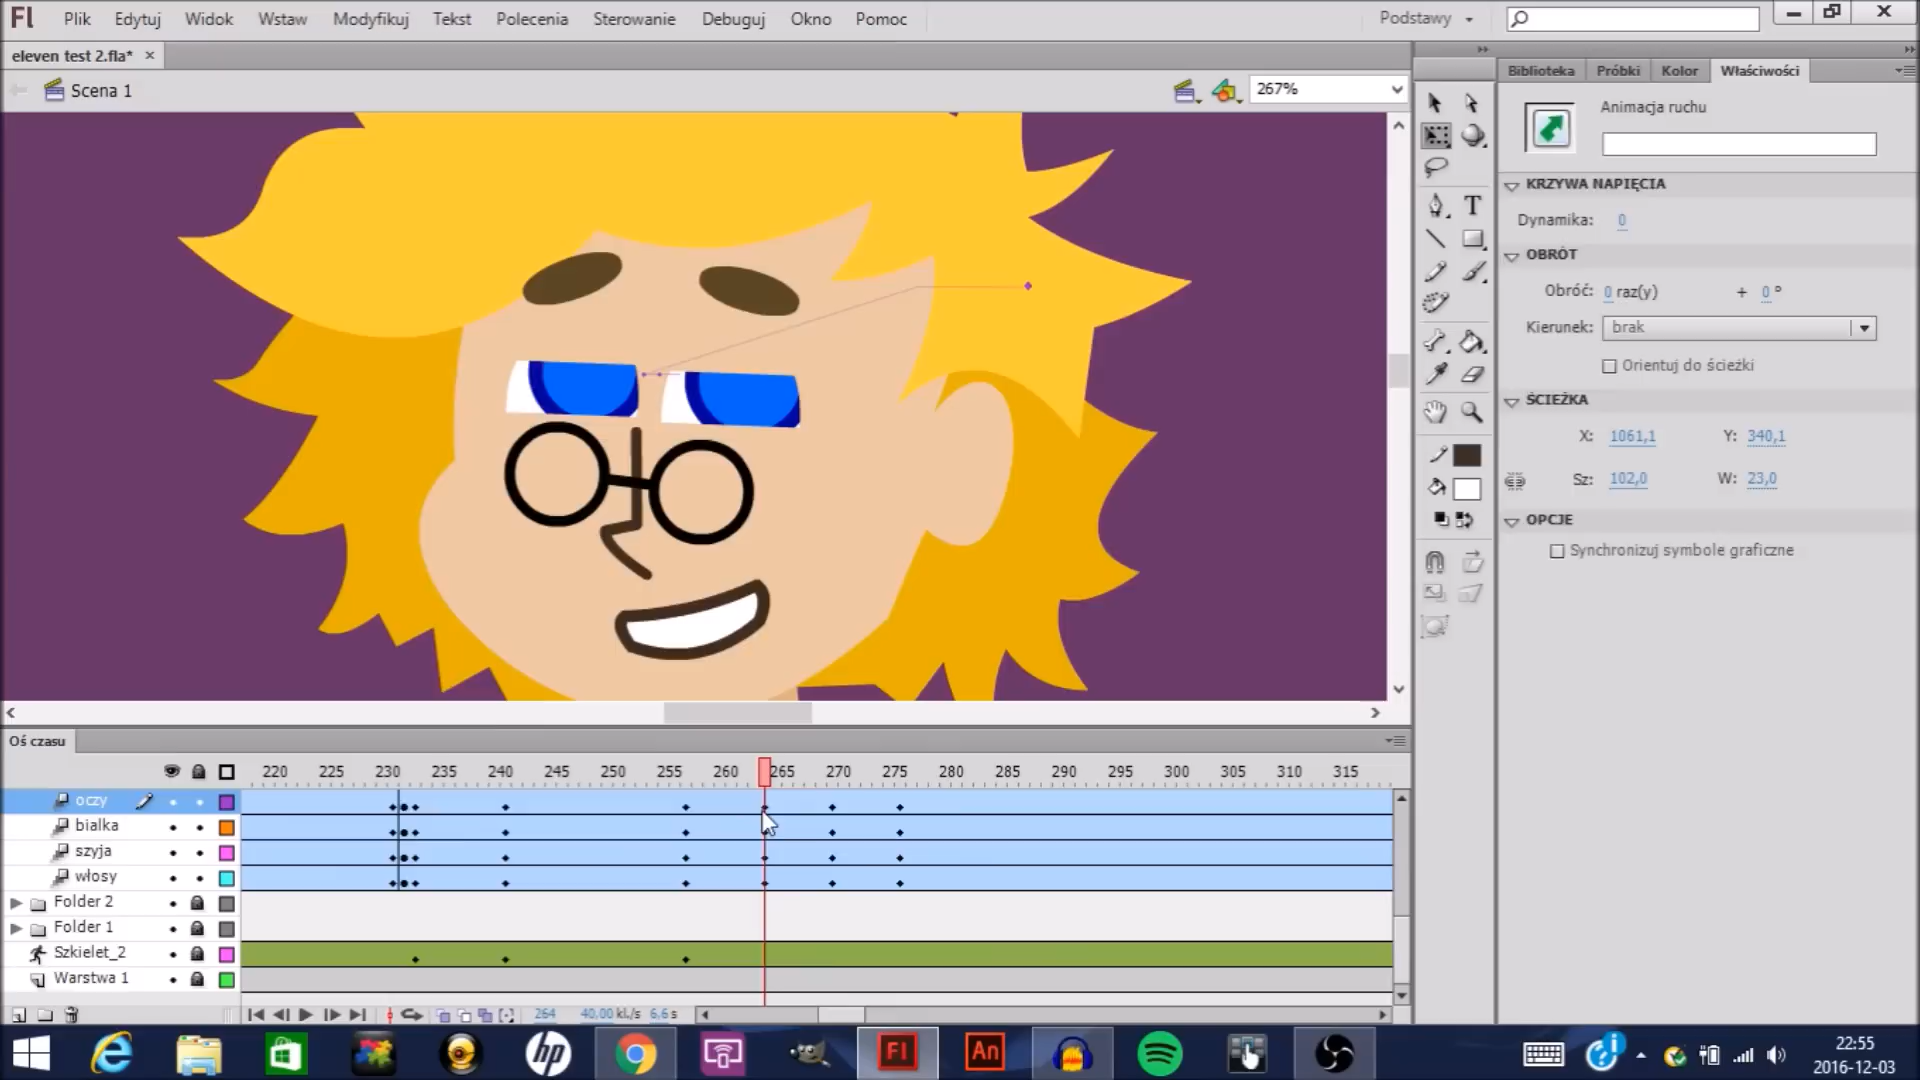 Fl Plik Edytuj Widok Wstaw Modyfikuj Tekst Polecenia Sterowanie Debuguj Okno Pomoc Podstawy
eleven test 2.fla* ×
Scena 1 267%
Biblioteka Próbki Kolor Właściwości
Animacja ruchu
KRZYWA NAPIĘCIA
Dynamika: 0
OBRÓT
Obróć: 0 raz(y) + 0 °
Kierunek: brak
Orientuj do ścieżki
ŚCIEŻKA
X: 1061,1 Y: 340,1
Sz: 102,0 W: 23,0
OPCJE
Synchronizuj symbole graficzne
T
Oś czasu
220 225 230 235 240 245 250 255 260 265 270 275 280 285 290 295 300 305 310 315
oczy
bialka
szyja
włosy
Folder 2
Folder 1
Szkielet_2
Warstwa 1
264 40,00 kl./s 6,6 s
hp Fl An
22:55
2016-12-03